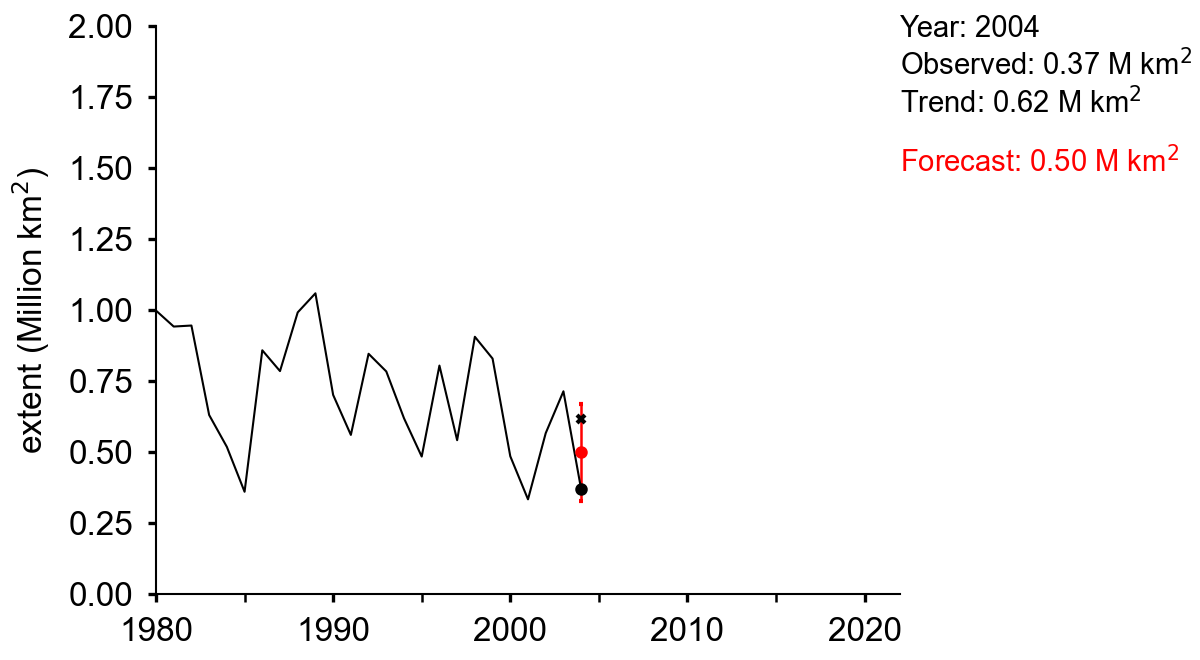 2.00
1.75
1.50
1.25
1.00
0.75
0.50
0.25
0.00
extent (Million km²)
1980
1990
2000
2010
2020
Year: 2004
Observed: 0.37 M km²
Trend: 0.62 M km²
Forecast: 0.50 M km²